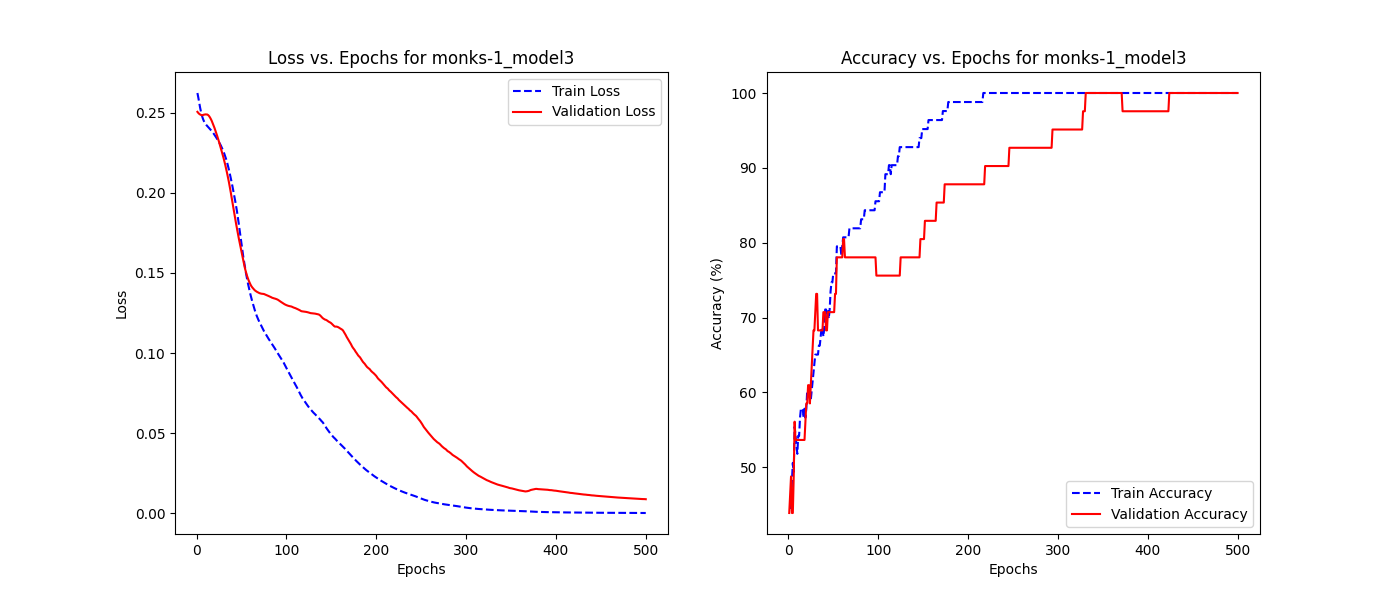 Loss vs. Epochs for monks-1_model3
Train Loss
Validation Loss
0.25
0.20
0.15
0.10
0.05
0.00
Loss
0 100 200 300 400 500
Epochs
Accuracy vs. Epochs for monks-1_model3
100
90
80
70
60
50
Accuracy (%)
Train Accuracy
Validation Accuracy
0 100 200 300 400 500
Epochs